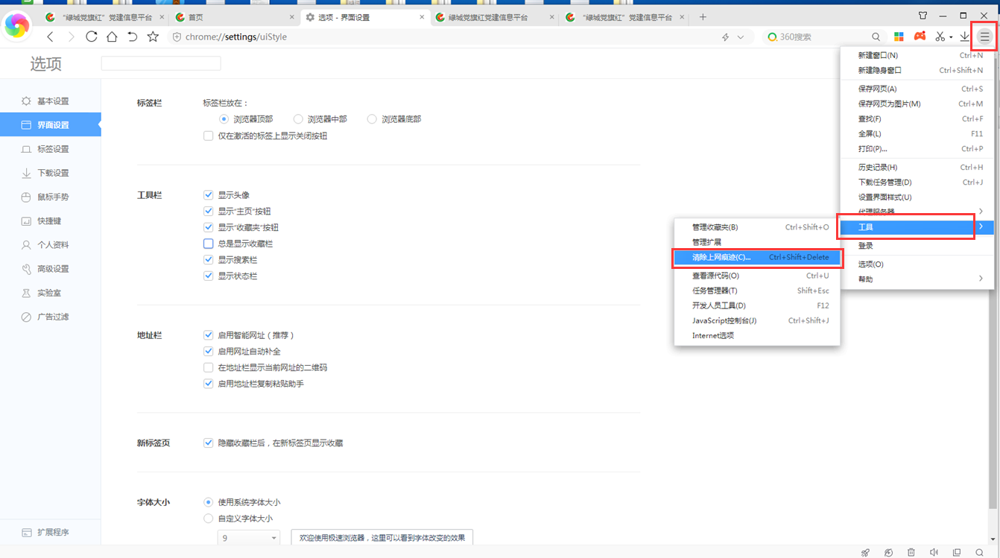 “绿域党旗红”党建信息平台
首页
选项 - 界面设置
绿域党旗红党建信息平台
“绿域党旗红”党建信息平台
chrome://settings/uiStyle
360搜索
选项
基本设置
界面设置
标签设置
下载设置
鼠标手势
快捷键
个人资料
高级设置
实验室
广告过滤
扩展程序
标签栏
标签栏放在：
浏览器顶部 浏览器中部 浏览器底部
仅在激活的标签上显示关闭按钮
工具栏
显示头像
显示“主页”按钮
显示“收藏夹”按钮
总是显示收藏栏
显示搜索栏
显示状态栏
地址栏
启用智能网址（推荐）
启用网址自动补全
在地址栏显示当前网址的二维码
启用地址栏复制粘贴助手
新标签页
隐藏收藏栏后，在新标签页显示收藏
字体大小
使用系统字体大小
自定义字体大小
9
欢迎使用极速浏览器，这里可以看到字体改变的效果
新建窗口(N) Ctrl+N
新建隐身窗口 Ctrl+Shift+N
保存网页(A) Ctrl+S
保存网页为图片(M) Ctrl+M
查找(F) Ctrl+F
全屏(L) F11
打印(P)... Ctrl+P
历史记录(H) Ctrl+H
下载任务管理(D) Ctrl+J
设置界面样式(U)
代理服务器
工具
登录
选项(O)
帮助
管理收藏夹(B) Ctrl+Shift+O
管理扩展
清除上网痕迹(C)... Ctrl+Shift+Delete
查看源代码(O) Ctrl+U
任务管理器(T) Shift+Esc
开发人员工具(D) F12
JavaScript控制台(J) Ctrl+Shift+J
Internet选项